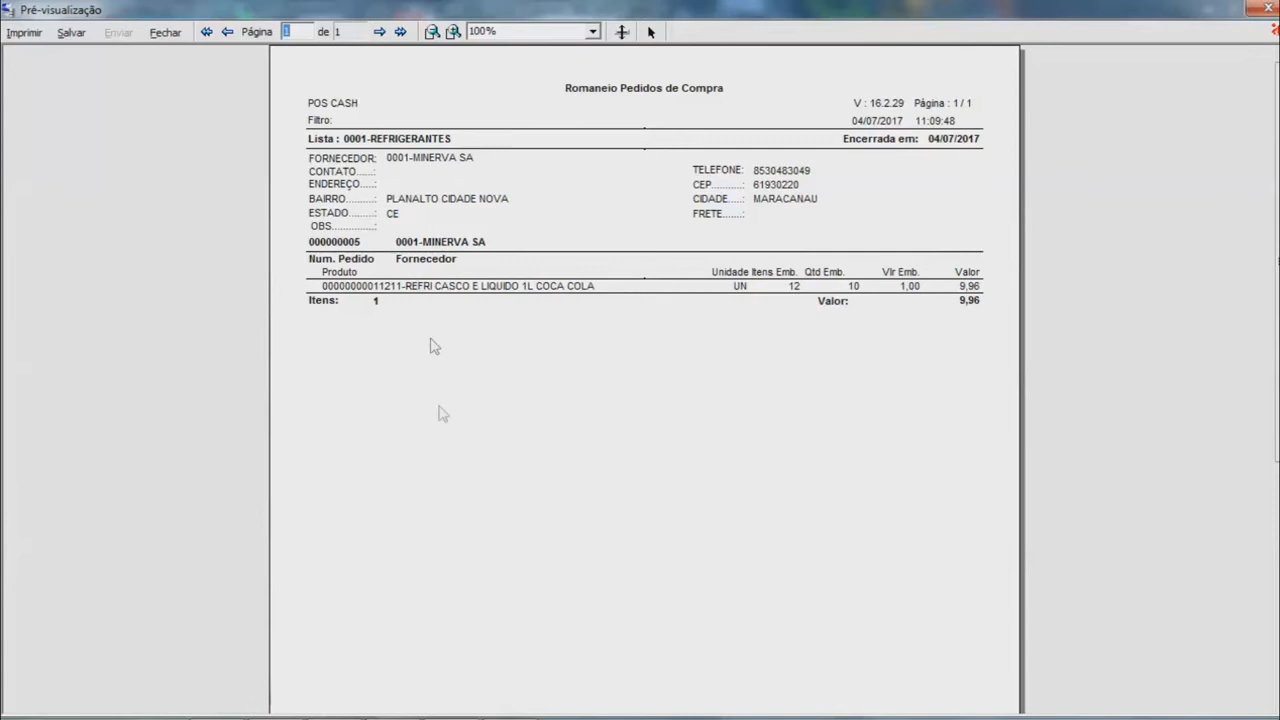 Pré-visualização
Imprimir Salvar Enviar Fechar Página 1 de 1 100%
Romaneio Pedidos de Compra
POS CASH V : 16.2.29 Página : 1 / 1
Filtro: 04/07/2017 11:09:48
Lista : 0001-REFRIGERANTES Encerrada em: 04/07/2017
FORNECEDOR: 0001-MINERVA SA
CONTATO.....: TELEFONE: 8530483049
ENDEREÇO....: CEP...........: 61930220
BAIRRO.........: PLANALTO CIDADE NOVA CIDADE....: MARACANAU
ESTADO........: CE FRETE.......:
OBS...............:
000000005 0001-MINERVA SA
Num. Pedido Fornecedor
Produto Unidade Itens Emb. Qtd Emb. Vlr Emb. Valor
00000000011211-REFRI CASCO E LIQUIDO 1L COCA COLA UN 12 10 1,00 9,96
Itens: 1 Valor: 9,96